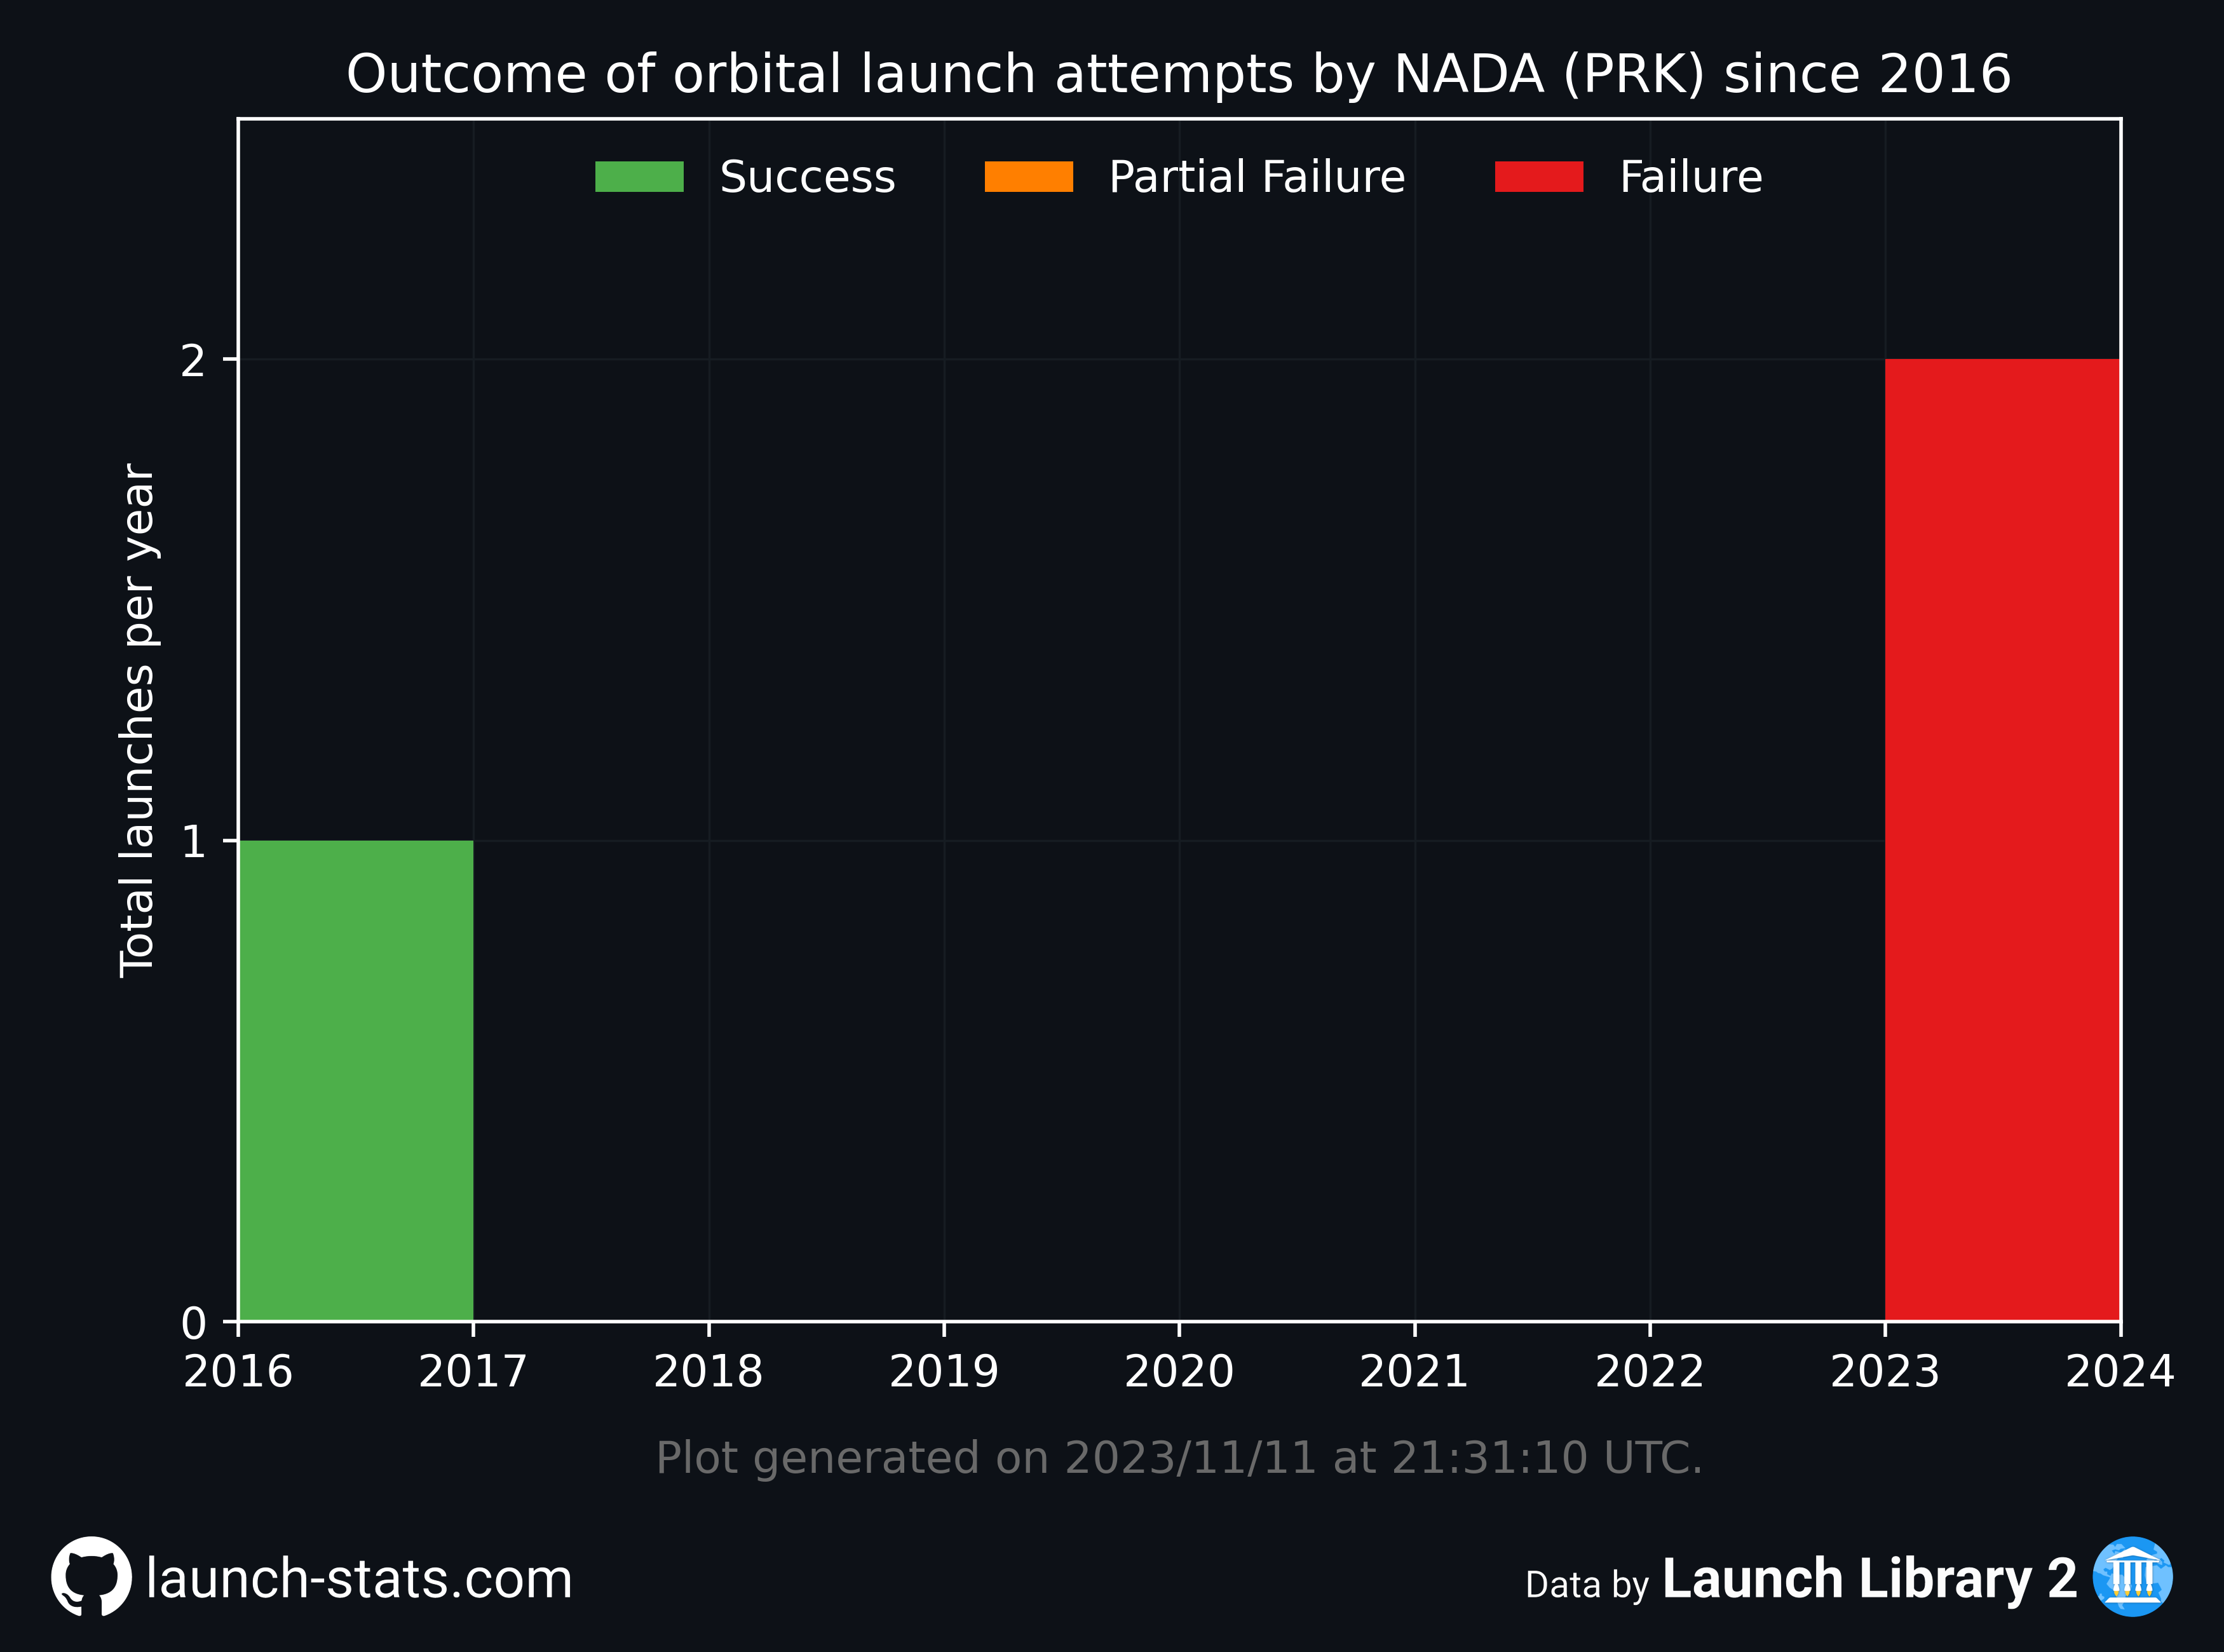 Outcome of orbital launch attempts by NADA (PRK) since 2016
Success Partial Failure Failure
Total launches per year
2
1
0
2016 2017 2018 2019 2020 2021 2022 2023 2024
Plot generated on 2023/11/11 at 21:31:10 UTC.
launch-stats.com
Data by Launch Library 2